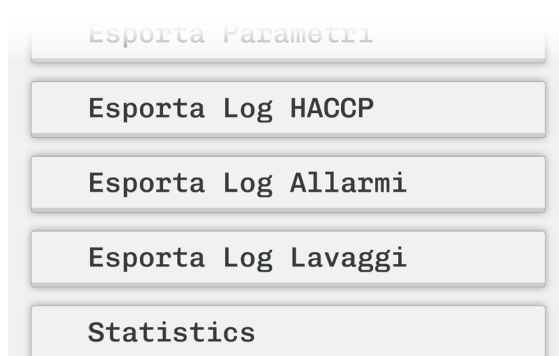 Esporta Parametri
Esporta Log HACCP
Esporta Log Allarmi
Esporta Log Lavaggi
Statistics